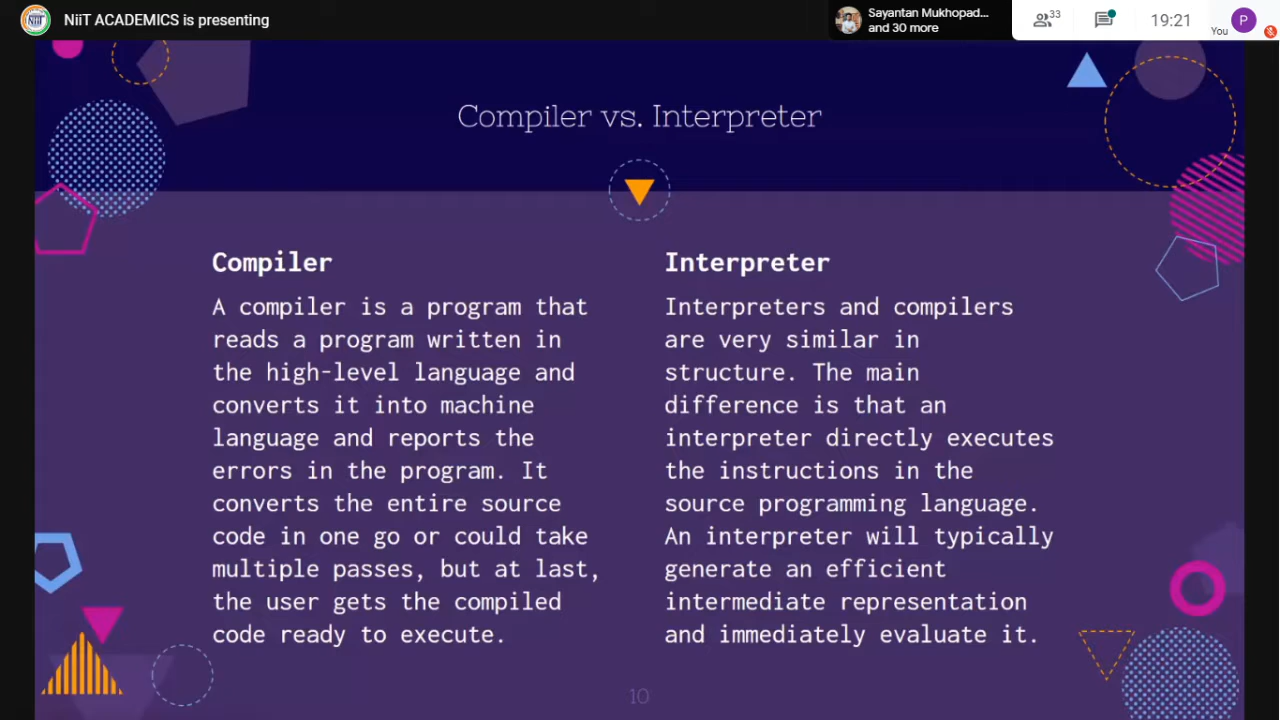 NiiT ACADEMICS is presenting
Sayantan Mukhopad...
and 30 more
33
19:21
You
P
Compiler vs. Interpreter
Compiler
A compiler is a program that
reads a program written in
the high-level language and
converts it into machine
language and reports the
errors in the program. It
converts the entire source
code in one go or could take
multiple passes, but at last,
the user gets the compiled
code ready to execute.
Interpreter
Interpreters and compilers
are very similar in
structure. The main
difference is that an
interpreter directly executes
the instructions in the
source programming language.
An interpreter will typically
generate an efficient
intermediate representation
and immediately evaluate it.
10